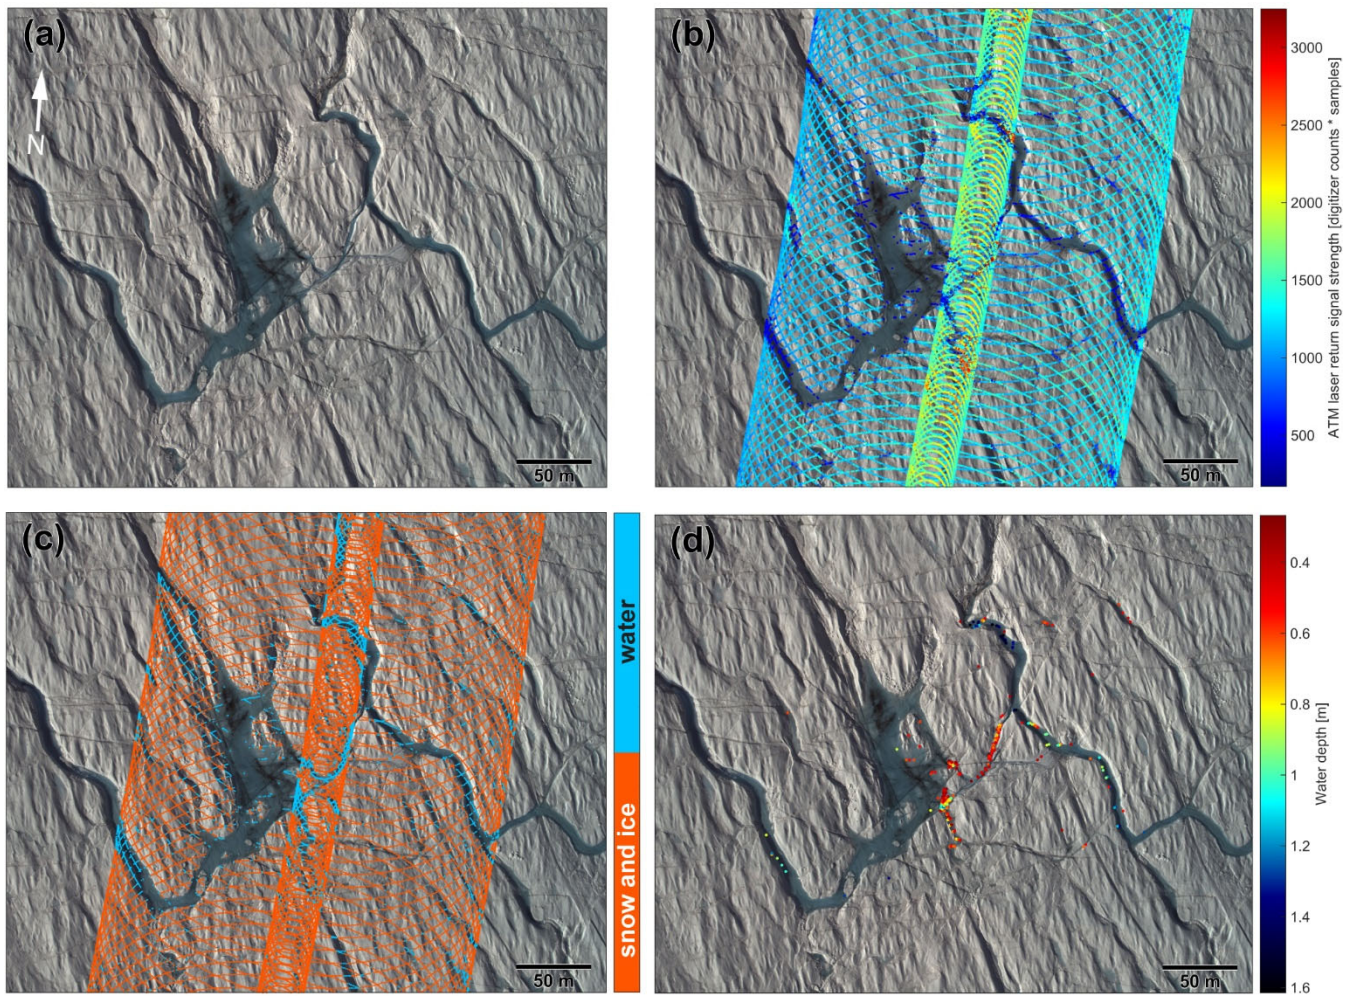 (a)
N
50 m
(b)
50 m
3000
2500
2000
1500
1000
500
ATM laser return signal strength [digitizer counts * samples]
(c)
50 m
water
snow and ice
(d)
50 m
0.4
0.6
0.8
1
1.2
1.4
1.6
Water depth [m]